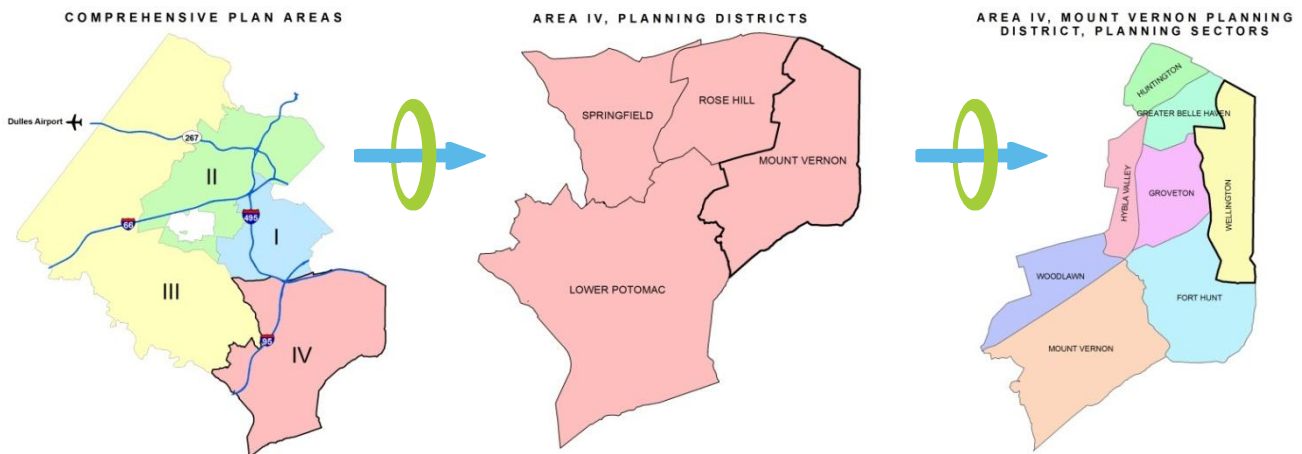 COMPREHENSIVE PLAN AREAS
Dulles Airport
267
II
66
495
I
III
95
IV
AREA IV, PLANNING DISTRICTS
SPRINGFIELD
ROSE HILL
MOUNT VERNON
LOWER POTOMAC
AREA IV, MOUNT VERNON PLANNING
DISTRICT, PLANNING SECTORS
HUNTINGTON
GREATER BELLE HAVEN
HYBLA VALLEY
GROVETON
WELLINGTON
WOODLAWN
FORT HUNT
MOUNT VERNON